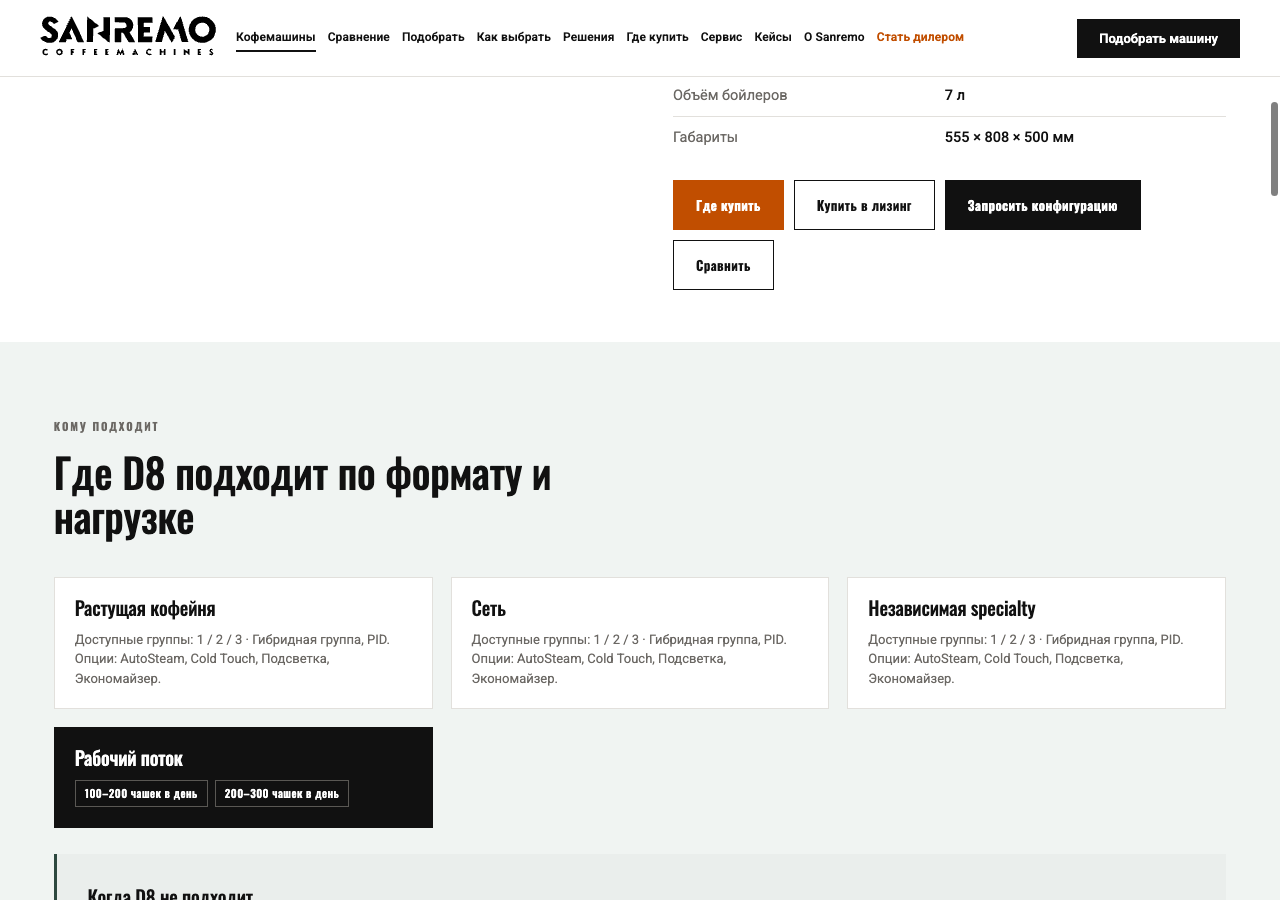 SANREMO
COFFEEMACHINES
Кофемашины Сравнение Подобрать Как выбрать Решения Где купить Сервис Кейсы О Sanremo Стать дилером
Подобрать машину
Объём бойлеров 7 л
Габариты 555 × 808 × 500 мм
Где купить Купить в лизинг Запросить конфигурацию
Сравнить
КОМУ ПОДХОДИТ
Где D8 подходит по формату и
нагрузке
Растущая кофейня
Доступные группы: 1 / 2 / 3 · Гибридная группа, PID.
Опции: AutoSteam, Cold Touch, Подсветка,
Экономайзер.
Сеть
Доступные группы: 1 / 2 / 3 · Гибридная группа, PID.
Опции: AutoSteam, Cold Touch, Подсветка,
Экономайзер.
Независимая specialty
Доступные группы: 1 / 2 / 3 · Гибридная группа, PID.
Опции: AutoSteam, Cold Touch, Подсветка,
Экономайзер.
Рабочий поток
100–200 чашек в день 200–300 чашек в день
Когда D8 не подходит